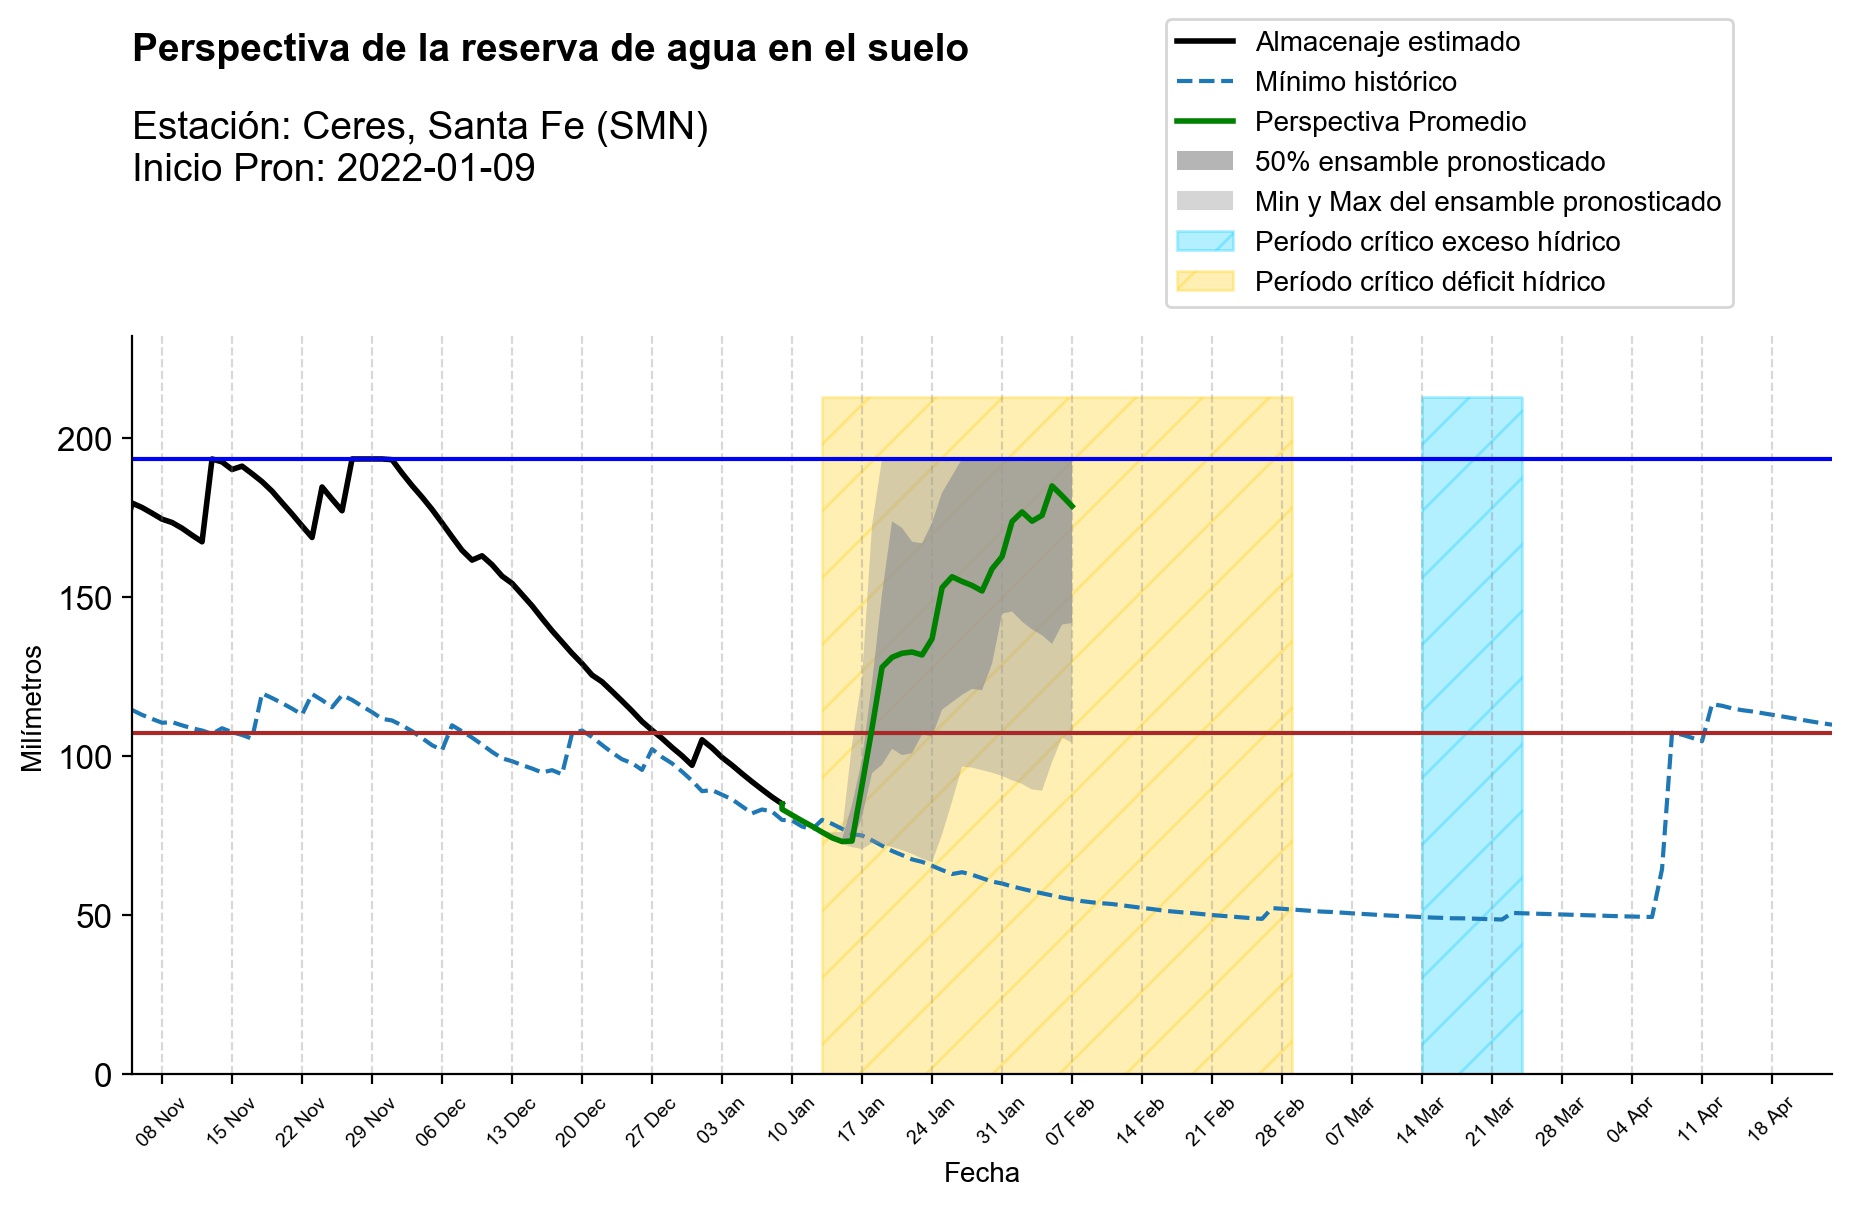 Perspectiva de la reserva de agua en el suelo
Estación: Ceres, Santa Fe (SMN)
Inicio Pron: 2022-01-09
Almacenaje estimado
Mínimo histórico
Perspectiva Promedio
50% ensamble pronosticado
Min y Max del ensamble pronosticado
Período crítico exceso hídrico
Período crítico déficit hídrico
Milímetros
200
150
100
50
0
08 Nov
15 Nov
22 Nov
29 Nov
06 Dec
13 Dec
20 Dec
27 Dec
03 Jan
10 Jan
17 Jan
24 Jan
31 Jan
07 Feb
14 Feb
21 Feb
28 Feb
07 Mar
14 Mar
21 Mar
28 Mar
04 Apr
11 Apr
18 Apr
Fecha